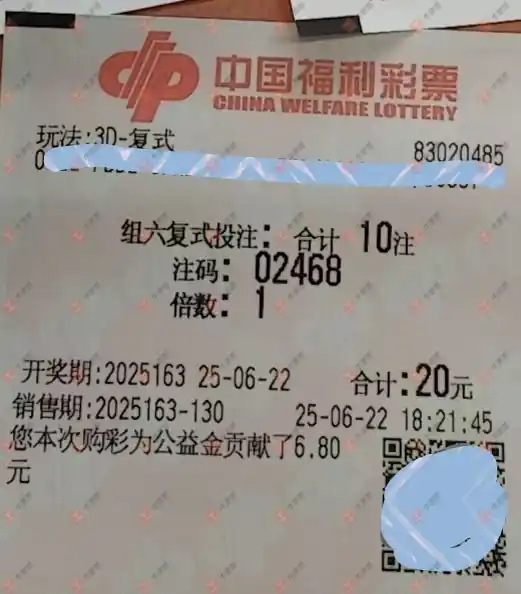 中国福利彩票
CHINA WELFARE LOTTERY
玩法:3D-复式
83020485
组六复式投注: 合计 10注
注码: 02468
倍数: 1
开奖期:2025163 25-06-22 合计:20元
销售期:2025163-130 25-06-22 18:21:45
您本次购彩为公益金贡献了6.80
元